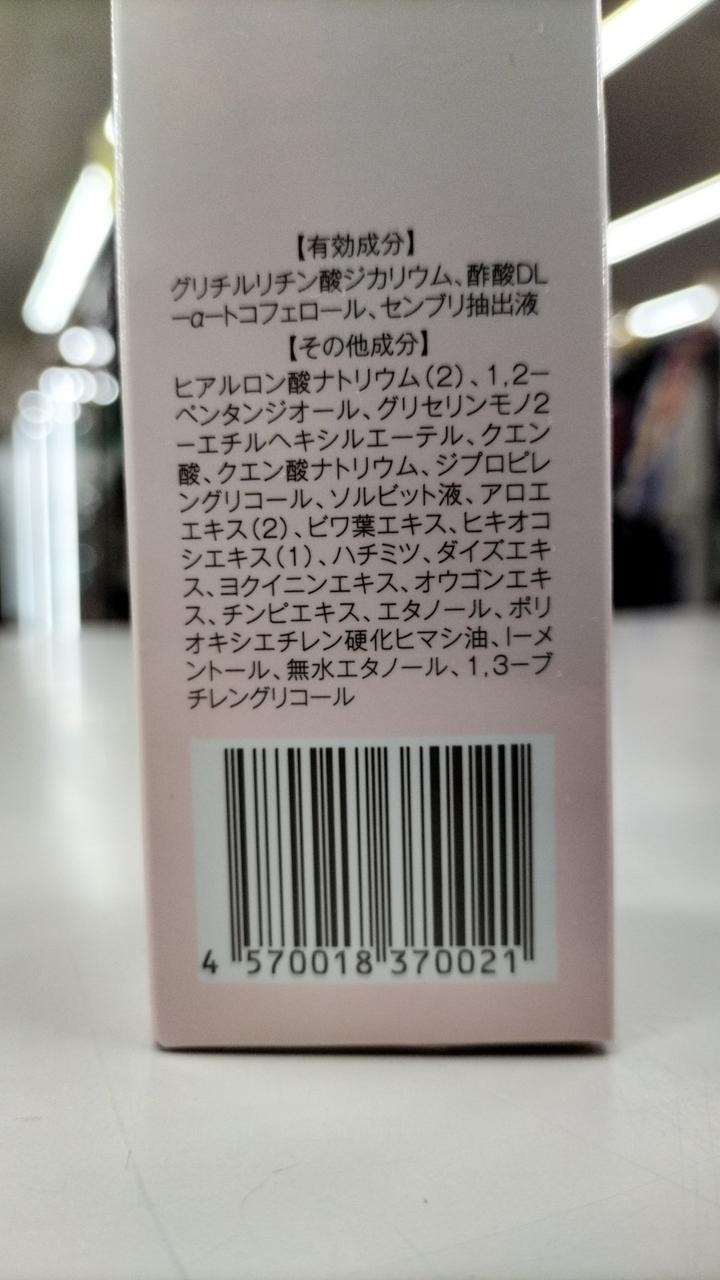 【有効成分】
グリチルリチン酸ジカリウム、酢酸DL
ーαートコフェロール、センブリ抽出液
【その他成分】
ヒアルロン酸ナトリウム(2)、1,2ー
ペンタンジオール、グリセリンモノ2
ーエチルヘキシルエーテル、クエン
酸、クエン酸ナトリウム、ジプロピレ
ングリコール、ソルビット液、アロエ
エキス(2)、ビワ葉エキス、ヒキオコ
シエキス(1)、ハチミツ、ダイズエキ
ス、ヨクイニンエキス、オウゴンエキ
ス、チンピエキス、エタノール、ポリ
オキシエチレン硬化ヒマシ油、lーメ
ントール、無水エタノール、1,3ーブ
チレングリコール
4 570018 370021